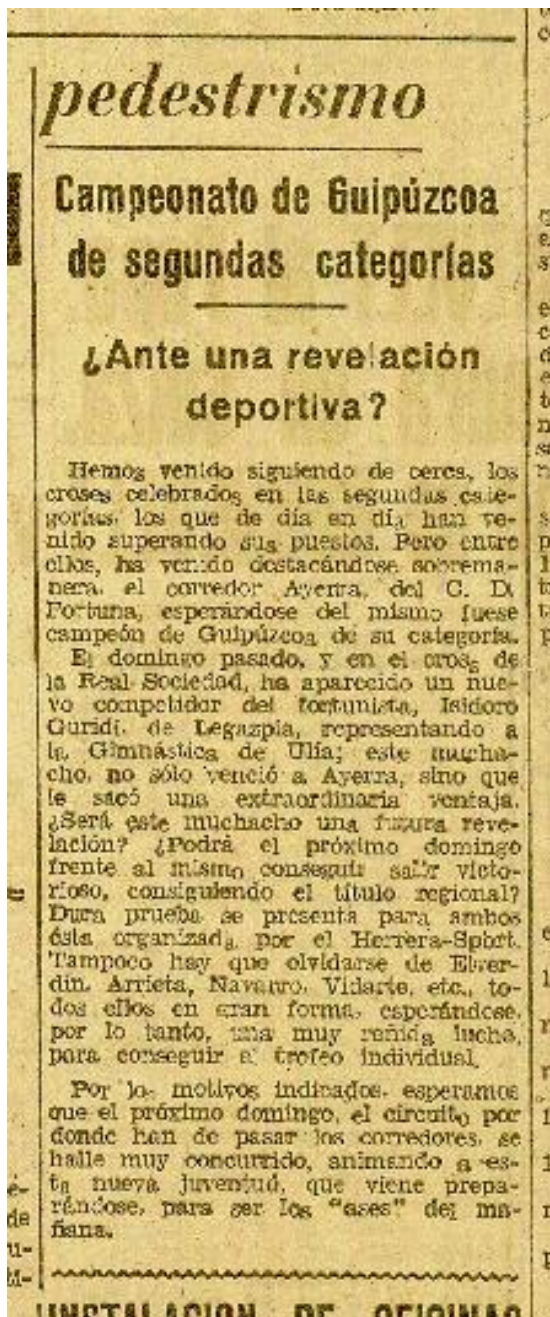 pedestrismo
Campeonato de Guipúzcoa
de segundas categorías
¿Ante una revelación
deportiva?
Hemos venido siguiendo de cerca, los
croses celebrados en las segundas cate-
gorías, los que de día en día han ve-
nido superando sus puestos. Pero entre
ellos, ha venido destacándose sobrema-
nera, el corredor Ayerra, del C. D.
Fortuna, esperándose del mismo fuese
campeón de Guipúzcoa de su categoría.
El domingo pasado, y en el cross de
la Real Sociedad, ha aparecido un nue-
vo competidor del fortunista, Isidoro
Guridi, de Legazpia, representando a
la Gimnástica de Ulía; este mucha-
cho, no sólo venció a Ayerra, sino que
le sacó una extraordinaria ventaja.
¿Será este muchacho una futura reve-
lación? ¿Podrá el próximo domingo
frente al mismo conseguir salir victo-
rioso, consiguiendo el título regional?
Dura prueba se presenta para ambos
ésta organizada por el Herrera-Sport.
Tampoco hay que olvidarse de Elver-
din, Arrieta, Navarro, Vidarte, etc., to-
dos ellos en gran forma, esperándose,
por lo tanto, una muy reñida lucha,
para conseguir el trofeo individual.
Por los motivos indicados, esperamos
que el próximo domingo, el circuito por
donde han de pasar los corredores, se
halle muy concurrido, animando a es-
ta nueva juventud, que viene prepa-
rándose, para ser los "ases" del ma-
ñana.
INSTALACION DE OFICINAS